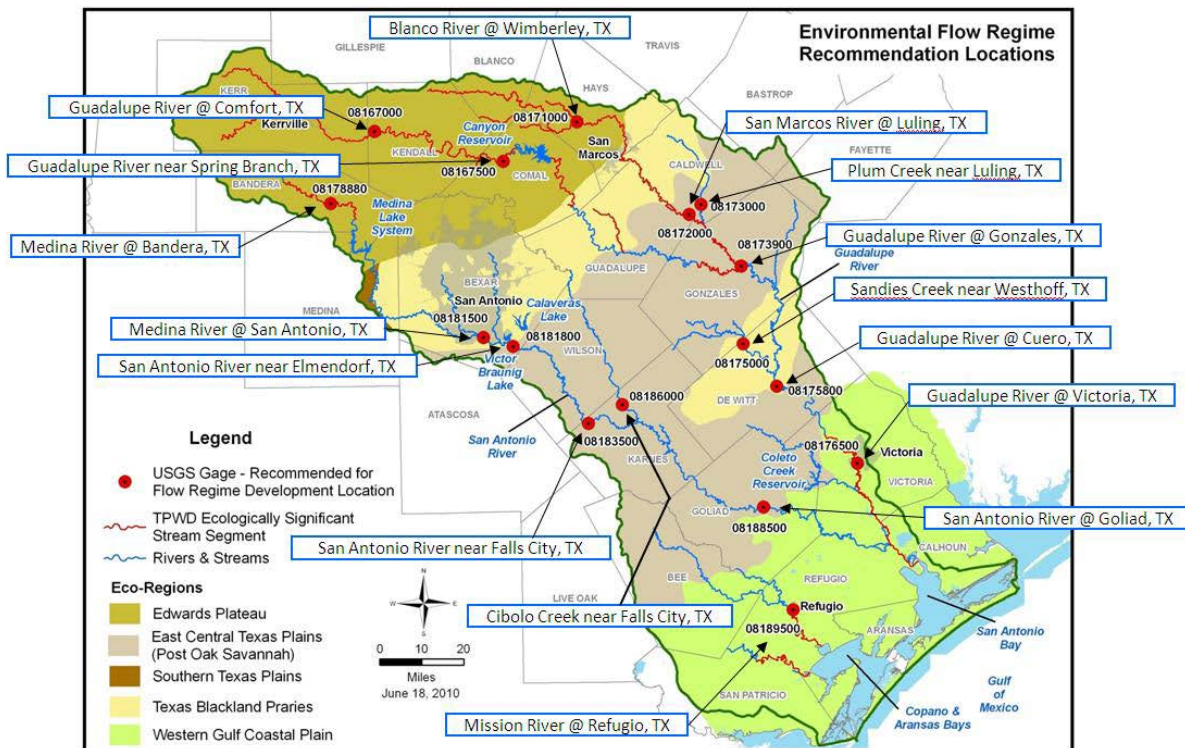 Environmental Flow Regime
Recommendation Locations
Blanco River @ Wimberley, TX
Guadalupe River @ Comfort, TX
Guadalupe River near Spring Branch, TX
Medina River @ Bandera, TX
Medina River @ San Antonio, TX
San Antonio River near Elmendorf, TX
San Marcos River @ Luling, TX
Plum Creek near Luling, TX
Guadalupe River @ Gonzales, TX
Sandies Creek near Westhoff, TX
Guadalupe River @ Cuero, TX
Guadalupe River @ Victoria, TX
San Antonio River @ Goliad, TX
San Antonio River near Falls City, TX
Cibolo Creek near Falls City, TX
Mission River @ Refugio, TX
GILLESPIE
BLANCO
TRAVIS
HAYS
BASTROP
FAYETTE
KERR
Kerrville
KENDALL
BANDERA
COMAL
CALDWELL
San
Marcos
Canyon
Reservoir
Medina
Lake
System
08167000
08171000
08167500
08178880
08173000
08172000
08173900
Guadalupe
River
GUADALUPE
GONZALES
BEXAR
San Antonio
MEDINA
Calaveras
Lake
08181500
08181800
Victor
Braunig
Lake
WILSON
ATASCOSA
San Antonio
River
08186000
08183500
KARNES
08175000
DE WITT
08175800
08176500
Victoria
VICTORIA
Coleto
Creek
Reservoir
GOLIAD
08188500
CALHOUN
BEE
LIVE OAK
REFUGIO
Refugio
08189500
ARANSAS
SAN PATRICIO
San Antonio
Bay
Gulf
of
Mexico
Copano &
Aransas Bays
Legend
USGS Gage - Recommended for
Flow Regime Development Location
TPWD Ecologically Significant
Stream Segment
Rivers & Streams
Eco-Regions
Edwards Plateau
East Central Texas Plains
(Post Oak Savannah)
Southern Texas Plains
Texas Blackland Praries
Western Gulf Coastal Plain
N
W
E
S
0 10 20
Miles
June 18, 2010